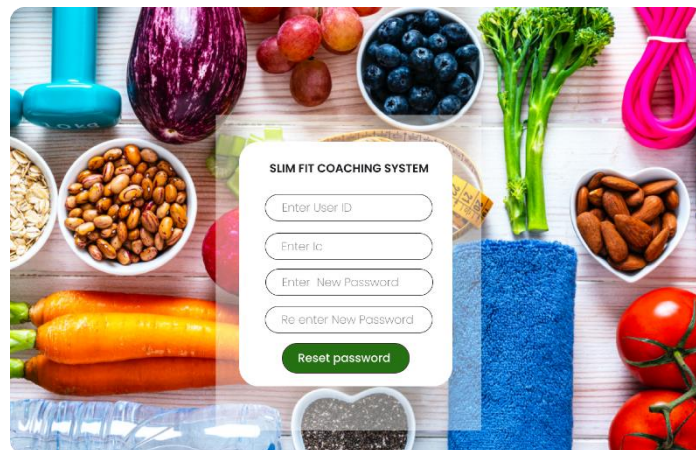 SLIM FIT COACHING SYSTEM
Enter User ID
Enter Ic
Enter New Password
Re enter New Password
Reset password